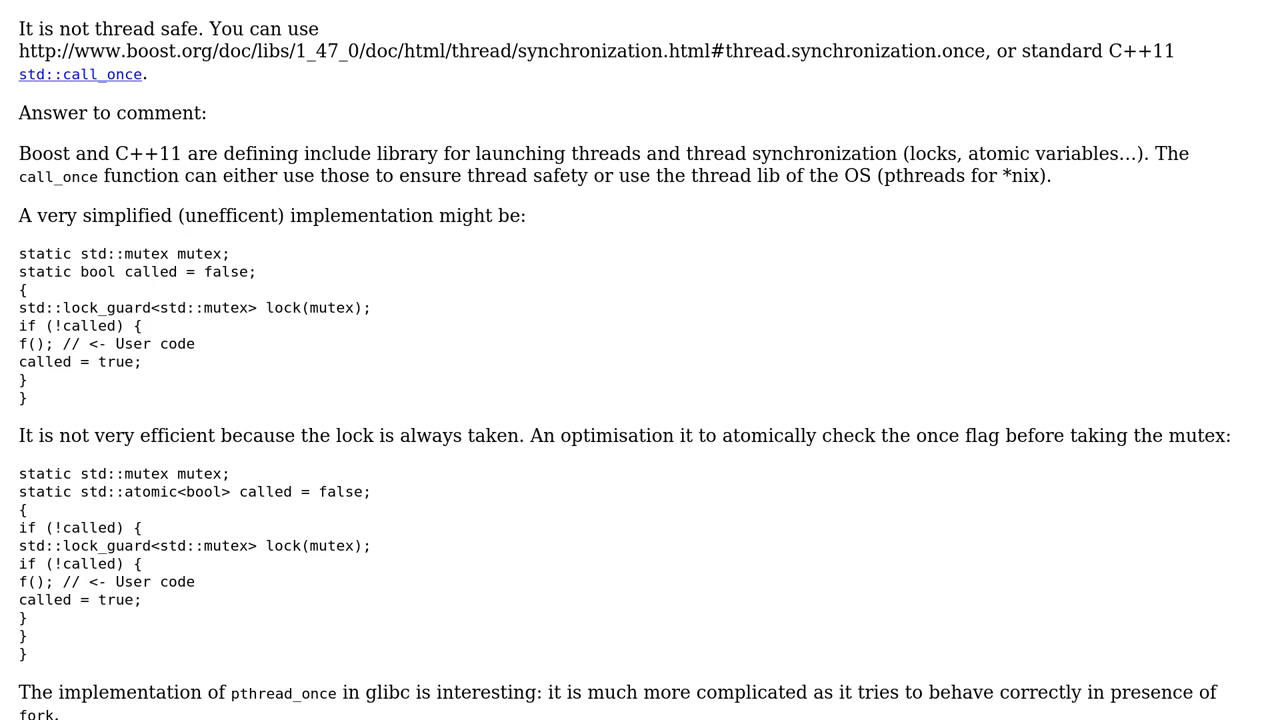 It is not thread safe. You can use
http://www.boost.org/doc/libs/1_47_0/doc/html/thread/synchronization.html#thread.synchronization.once, or standard C++11
std::call_once.
Answer to comment:
Boost and C++11 are defining include library for launching threads and thread synchronization (locks, atomic variables...). The
call_once function can either use those to ensure thread safety or use the thread lib of the OS (pthreads for *nix).
A very simplified (unefficent) implementation might be:
static std::mutex mutex;
static bool called = false;
{
std::lock_guard<std::mutex> lock(mutex);
if (!called) {
f(); // <- User code
called = true;
}
}
It is not very efficient because the lock is always taken. An optimisation it to atomically check the once flag before taking the mutex:
static std::mutex mutex;
static std::atomic<bool> called = false;
{
if (!called) {
std::lock_guard<std::mutex> lock(mutex);
if (!called) {
f(); // <- User code
called = true;
}
}
}
The implementation of pthread_once in glibc is interesting: it is much more complicated as it tries to behave correctly in presence of
fork.